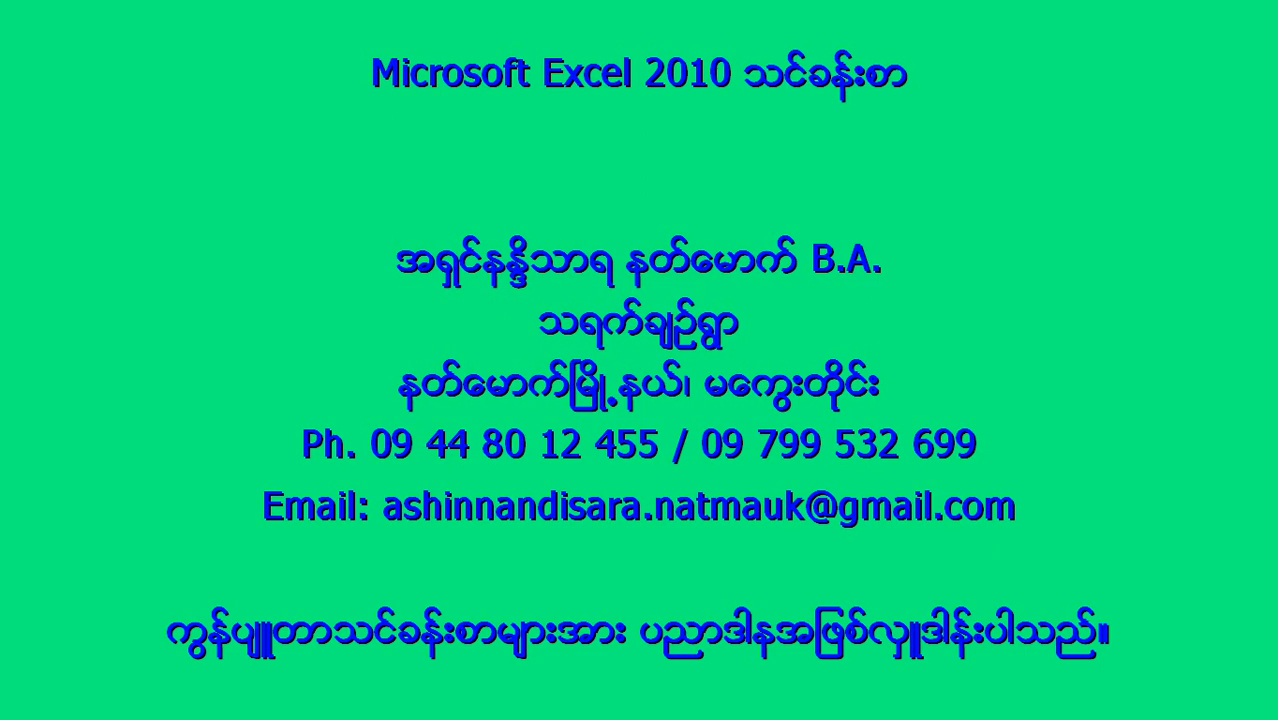 Microsoft Excel 2010 သင်ခန်းစာ
အရှင်နန္ဒိသာရ နတ်မောက် B.A.
သရက်ချဉ်ရွာ
နတ်မောက်မြို့နယ်၊ မကွေးတိုင်း
Ph. 09 44 80 12 455 / 09 799 532 699
Email: ashinnandisara.natmauk@gmail.com
ကွန်ပျူတာသင်ခန်းစာများအား ပညာဒါနအဖြစ်လှူဒါန်းပါသည်။